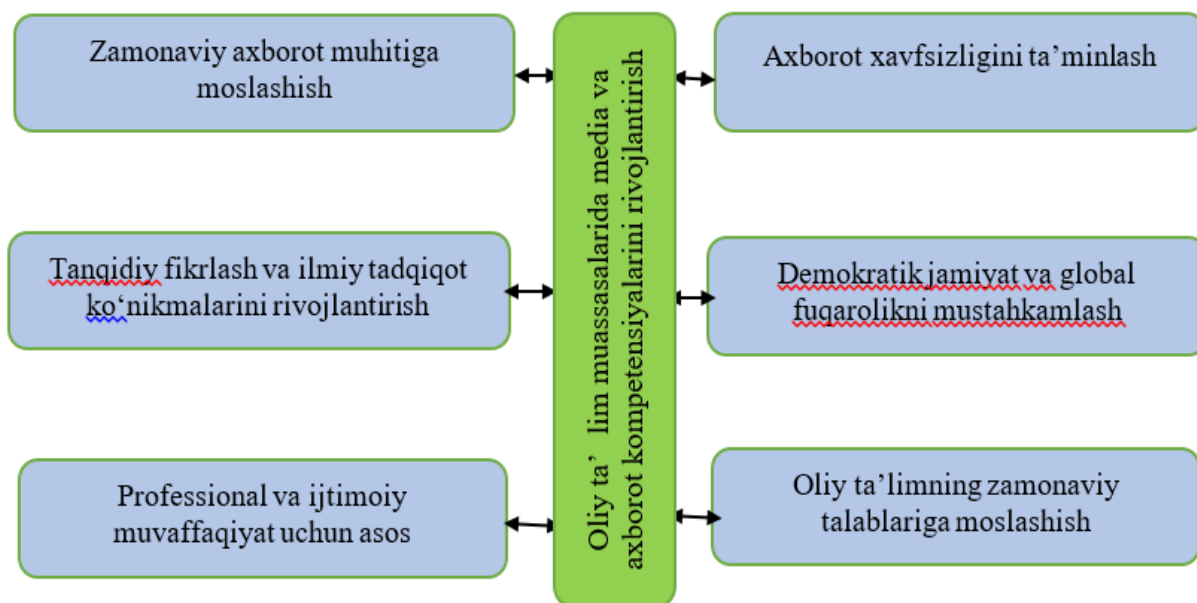 Zamonaviy axborot muhitiga
moslashish
Tanqidiy fikrlash va ilmiy tadqiqot
ko‘nikmalarini rivojlantirish
Professional va ijtimoiy
muvaffaqiyat uchun asos
Oliy ta’ lim muassasalarida media va
axborot kompetensiyalarini rivojlantirish
Axborot xavfsizligini ta’minlash
Demokratik jamiyat va global
fuqarolikni mustahkamlash
Oliy ta’limning zamonaviy
talablariga moslashish